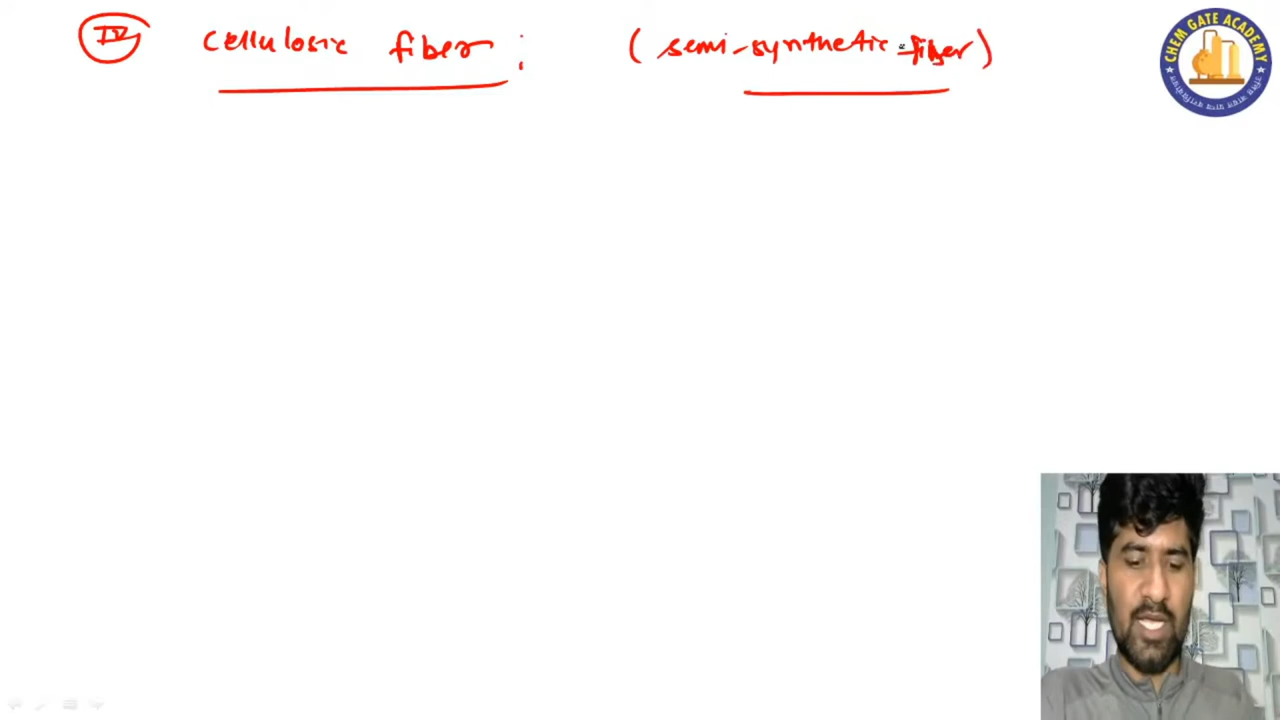 IV cellulosic fiber : (semi-synthetic fiber)
CHEM GATE ACADEMY